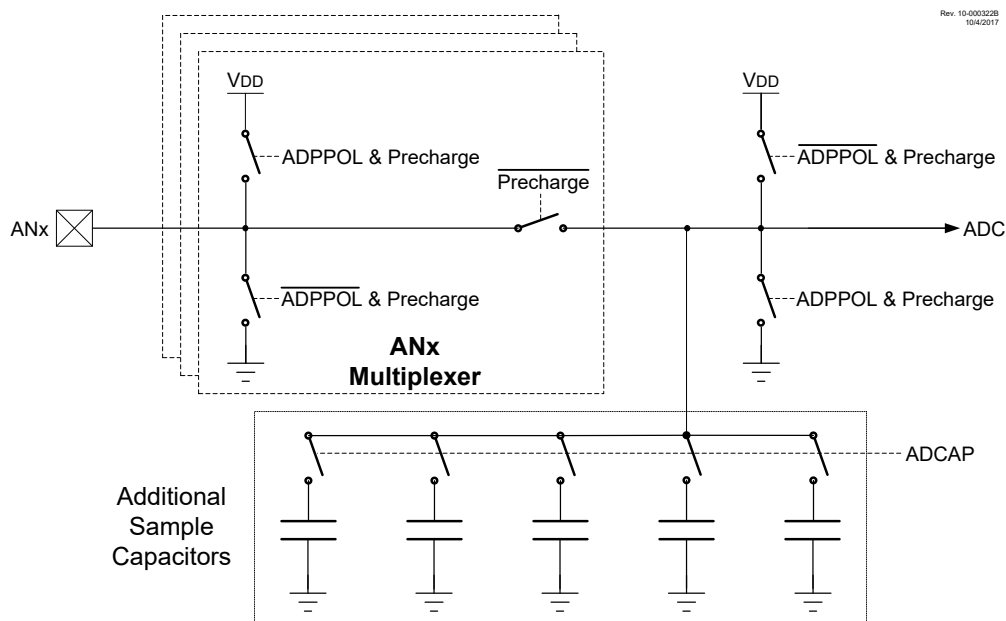 Rev. 10-000322B
10/4/2017
VDD
VDD
ADPPOL & Precharge
ADPPOL & Precharge
Precharge
ANx
ADC
ADPPOL & Precharge
ADPPOL & Precharge
ANx
Multiplexer
ADCAP
Additional
Sample
Capacitors